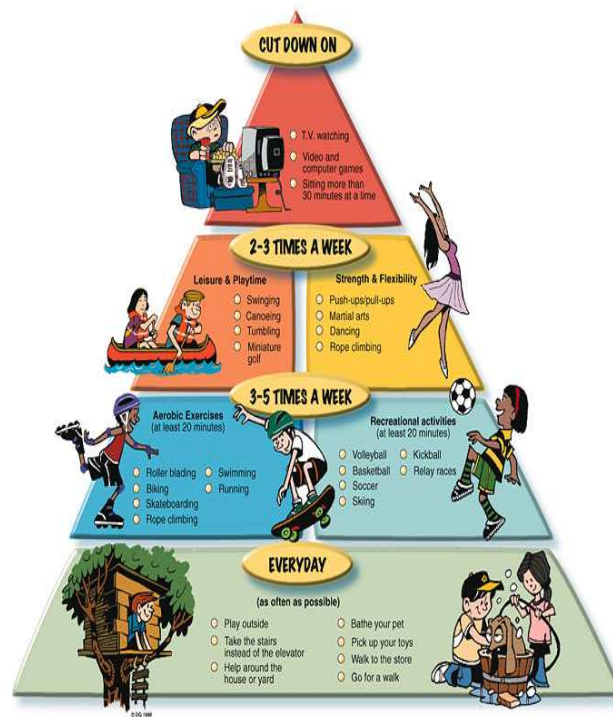 CUT DOWN ON
T.V. watching
Video and
computer games
Sitting more than
30 minutes at a time
2-3 TIMES A WEEK
Leisure & Playtime
Swinging
Canoeing
Tumbling
Miniature
golf
Strength & Flexibility
Push-ups/pull-ups
Martial arts
Dancing
Rope climbing
3-5 TIMES A WEEK
Aerobic Exercises
(at least 20 minutes)
Roller blading
Biking
Skateboarding
Rope climbing
Swimming
Running
Recreational activities
(at least 20 minutes)
Volleyball
Basketball
Soccer
Skiing
Kickball
Relay races
EVERYDAY
(as often as possible)
Play outside
Take the stairs
instead of the elevator
Help around the
house or yard
Bathe your pet
Pick up your toys
Walk to the store
Go for a walk